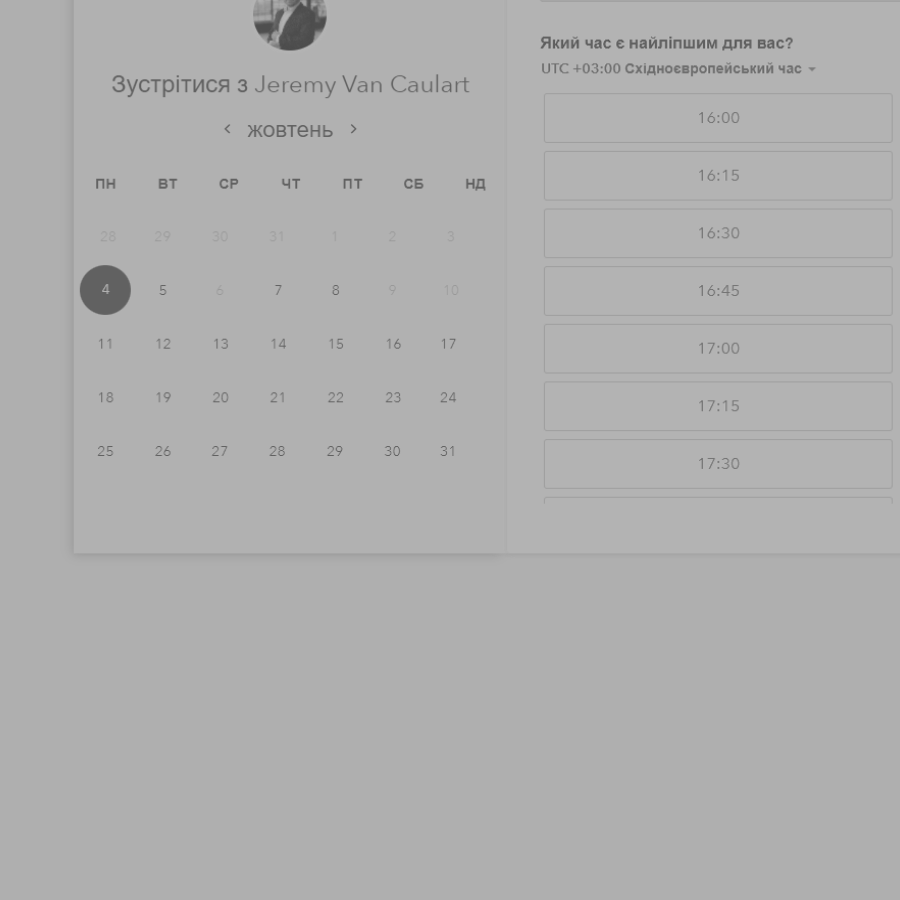 Зустрітися з Jeremy Van Caulart
жовтень
ПН ВТ СР ЧТ ПТ СБ НД
28 29 30 31 1 2 3
4 5 6 7 8 9 10
11 12 13 14 15 16 17
18 19 20 21 22 23 24
25 26 27 28 29 30 31
Який час є найліпшим для вас?
UTC +03:00 Східноєвропейський час
16:00
16:15
16:30
16:45
17:00
17:15
17:30